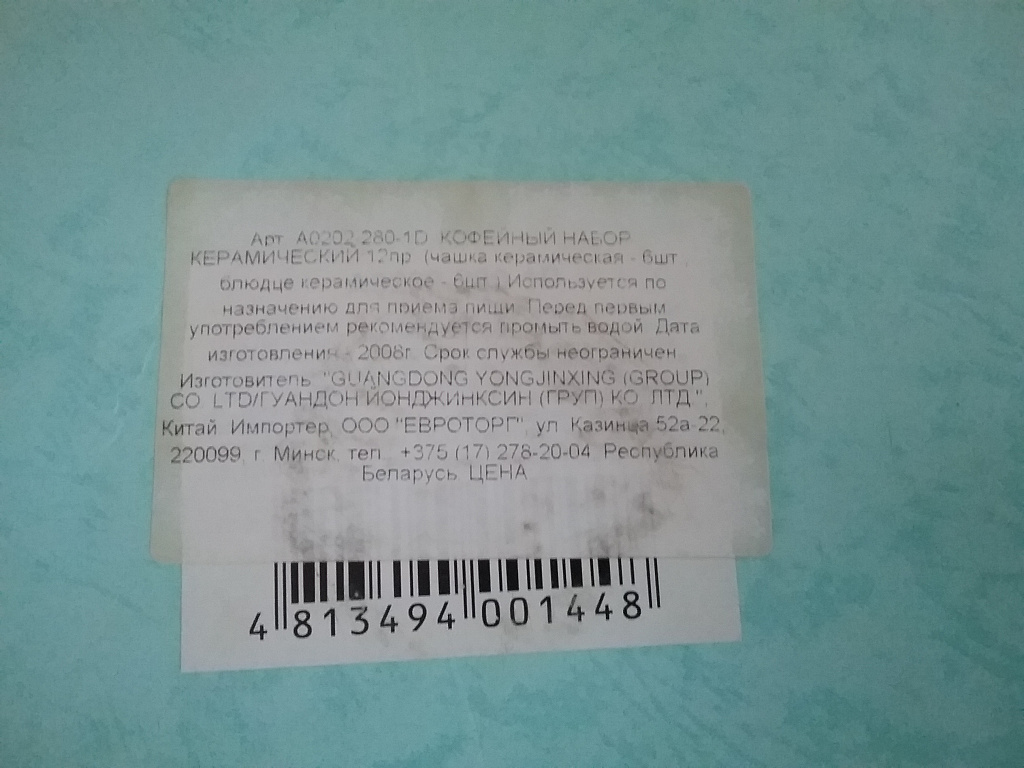 Арт. А0202.280-1D КОФЕЙНЫЙ НАБОР
КЕРАМИЧЕСКИЙ 12пр. (чашка керамическая - 6шт.
блюдце керамическое - 6шт.) Используется по
назначению для приема пищи. Перед первым
употреблением рекомендуется промыть водой. Дата
изготовления - 2008г. Срок службы неограничен.
Изготовитель: "GUANGDONG YONGJINXING (GROUP)
CO. LTD/ГУАНДОН ЙОНДЖИНКСИН (ГРУП) КО. ЛТД.",
Китай. Импортер: ООО "ЕВРОТОРГ", ул. Казинца 52а-22,
220099, г. Минск, тел.: +375 (17) 278-20-04. Республика
Беларусь. ЦЕНА
4 813494 001448